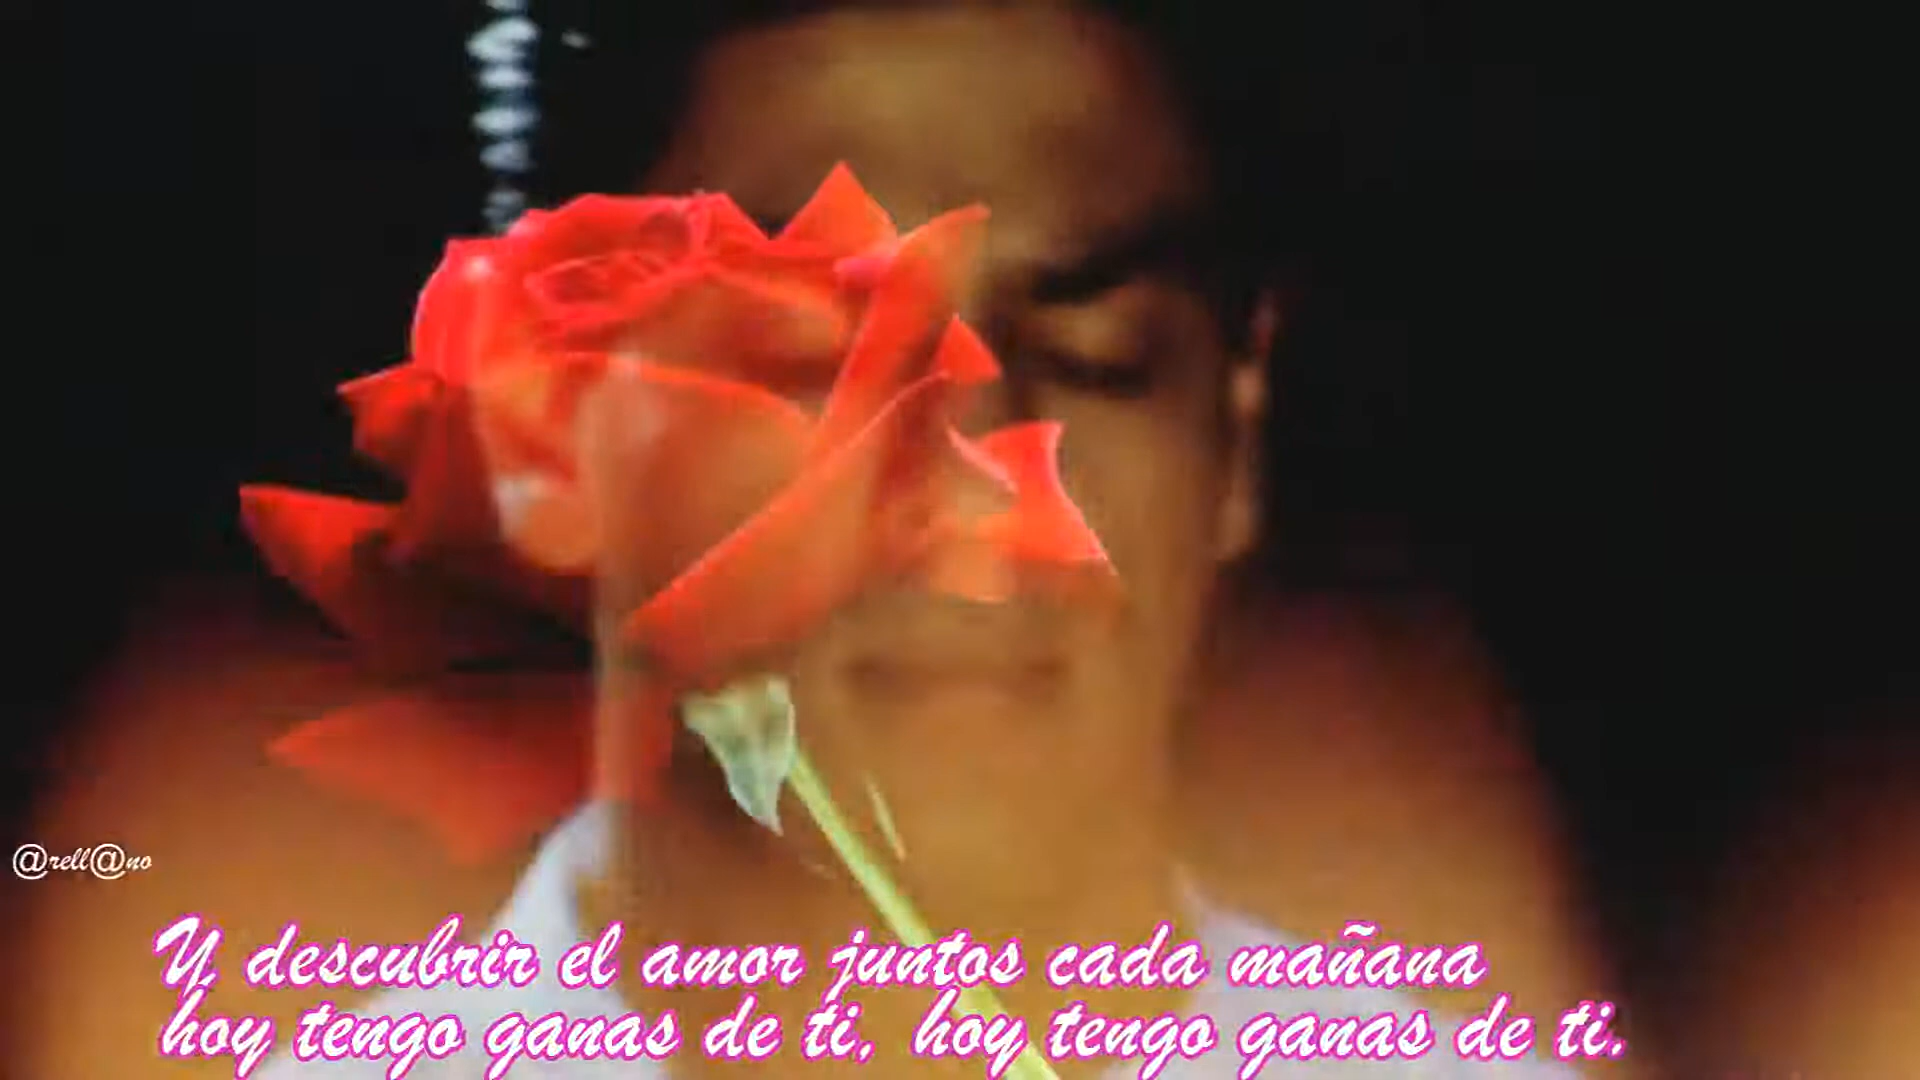 @rell@no
Y descubrir el amor juntos cada mañana
hoy tengo ganas de ti, hoy tengo ganas de ti.